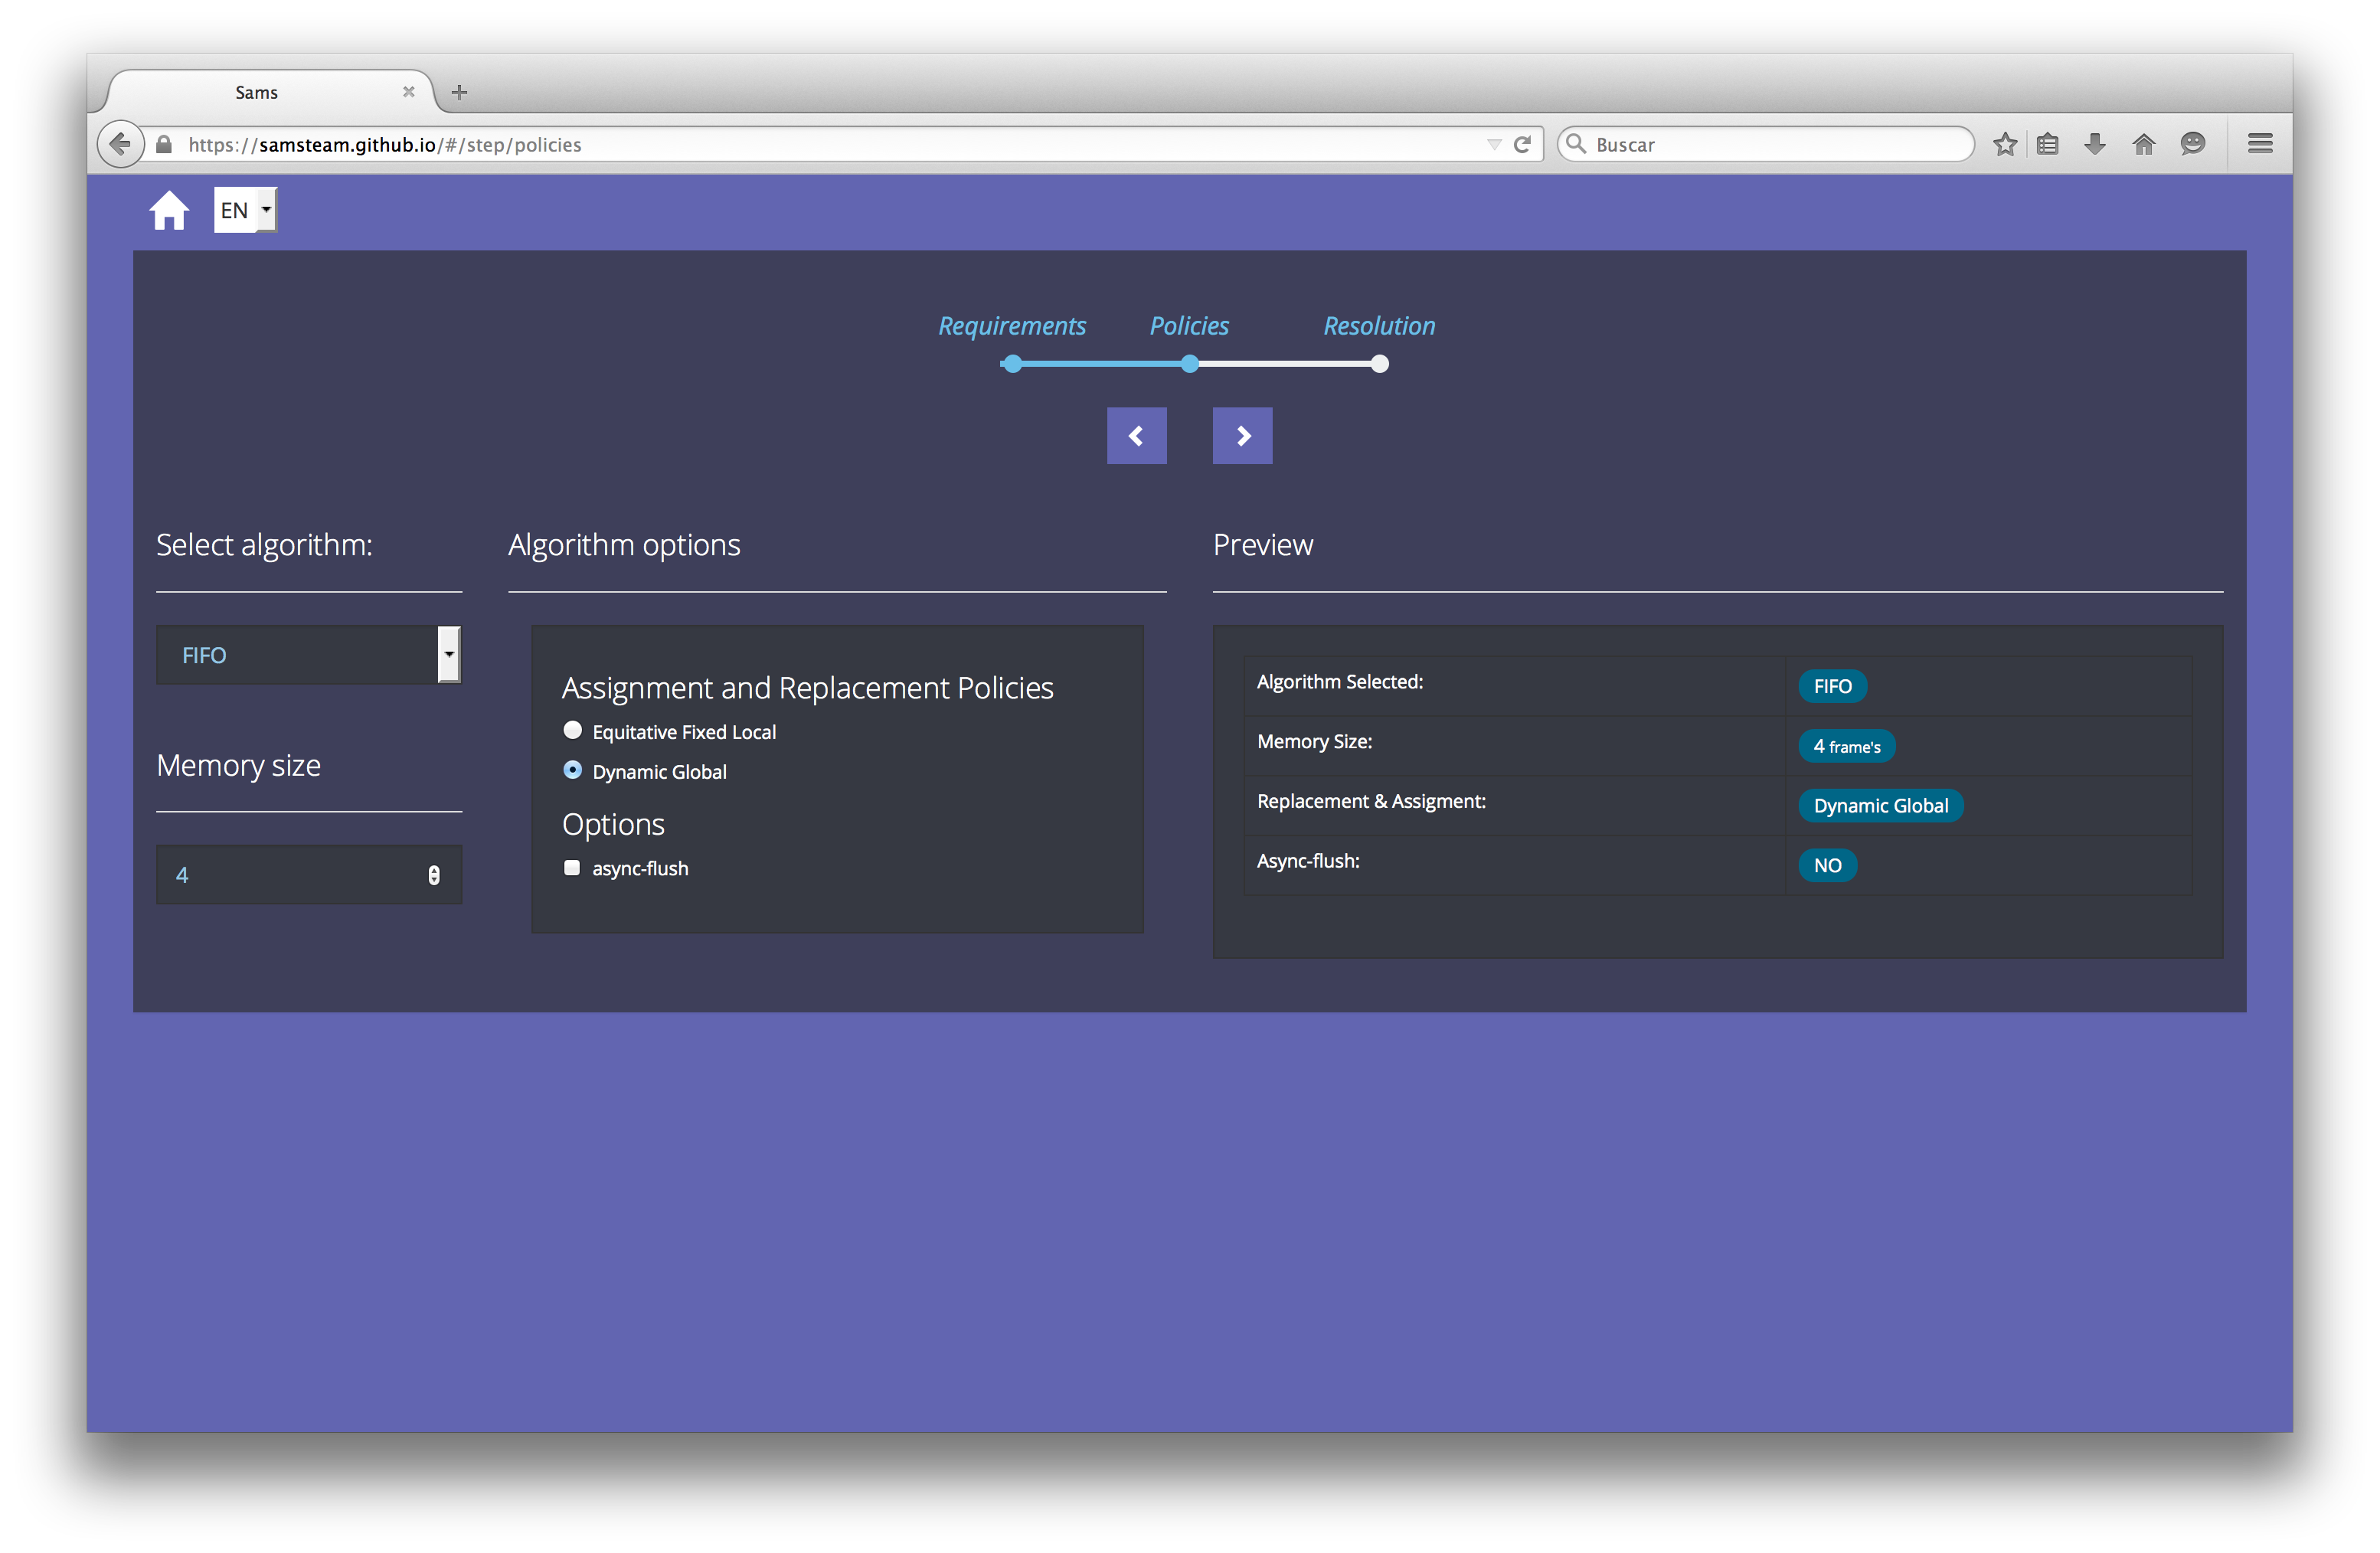 Sams
https://samsteam.github.io/#/step/policies
Buscar
EN
Requirements Policies Resolution
Select algorithm:
FIFO
Memory size
4
Algorithm options
Assignment and Replacement Policies
Equitative Fixed Local
Dynamic Global
Options
async-flush
Preview
Algorithm Selected: FIFO
Memory Size: 4 frame's
Replacement & Assigment: Dynamic Global
Async-flush: NO